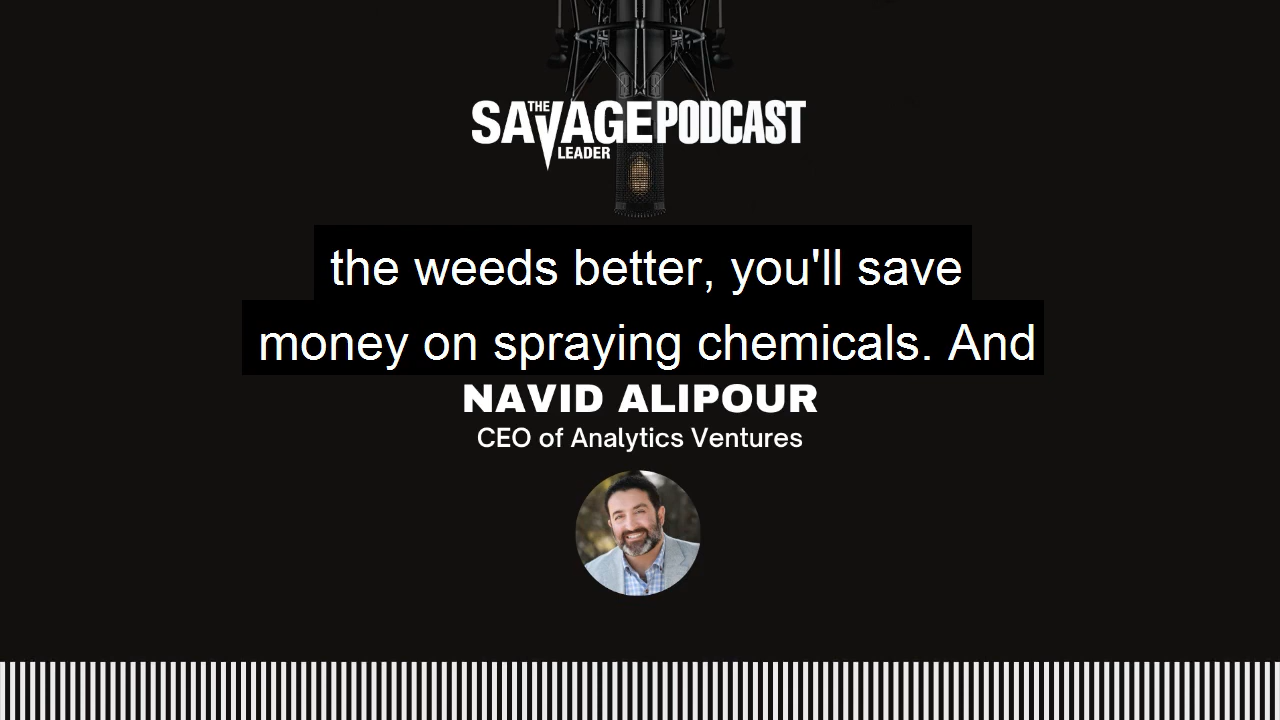 THE
SAVAGE PODCAST
LEADER
the weeds better, you'll save
money on spraying chemicals. And
NAVID ALIPOUR
CEO of Analytics Ventures